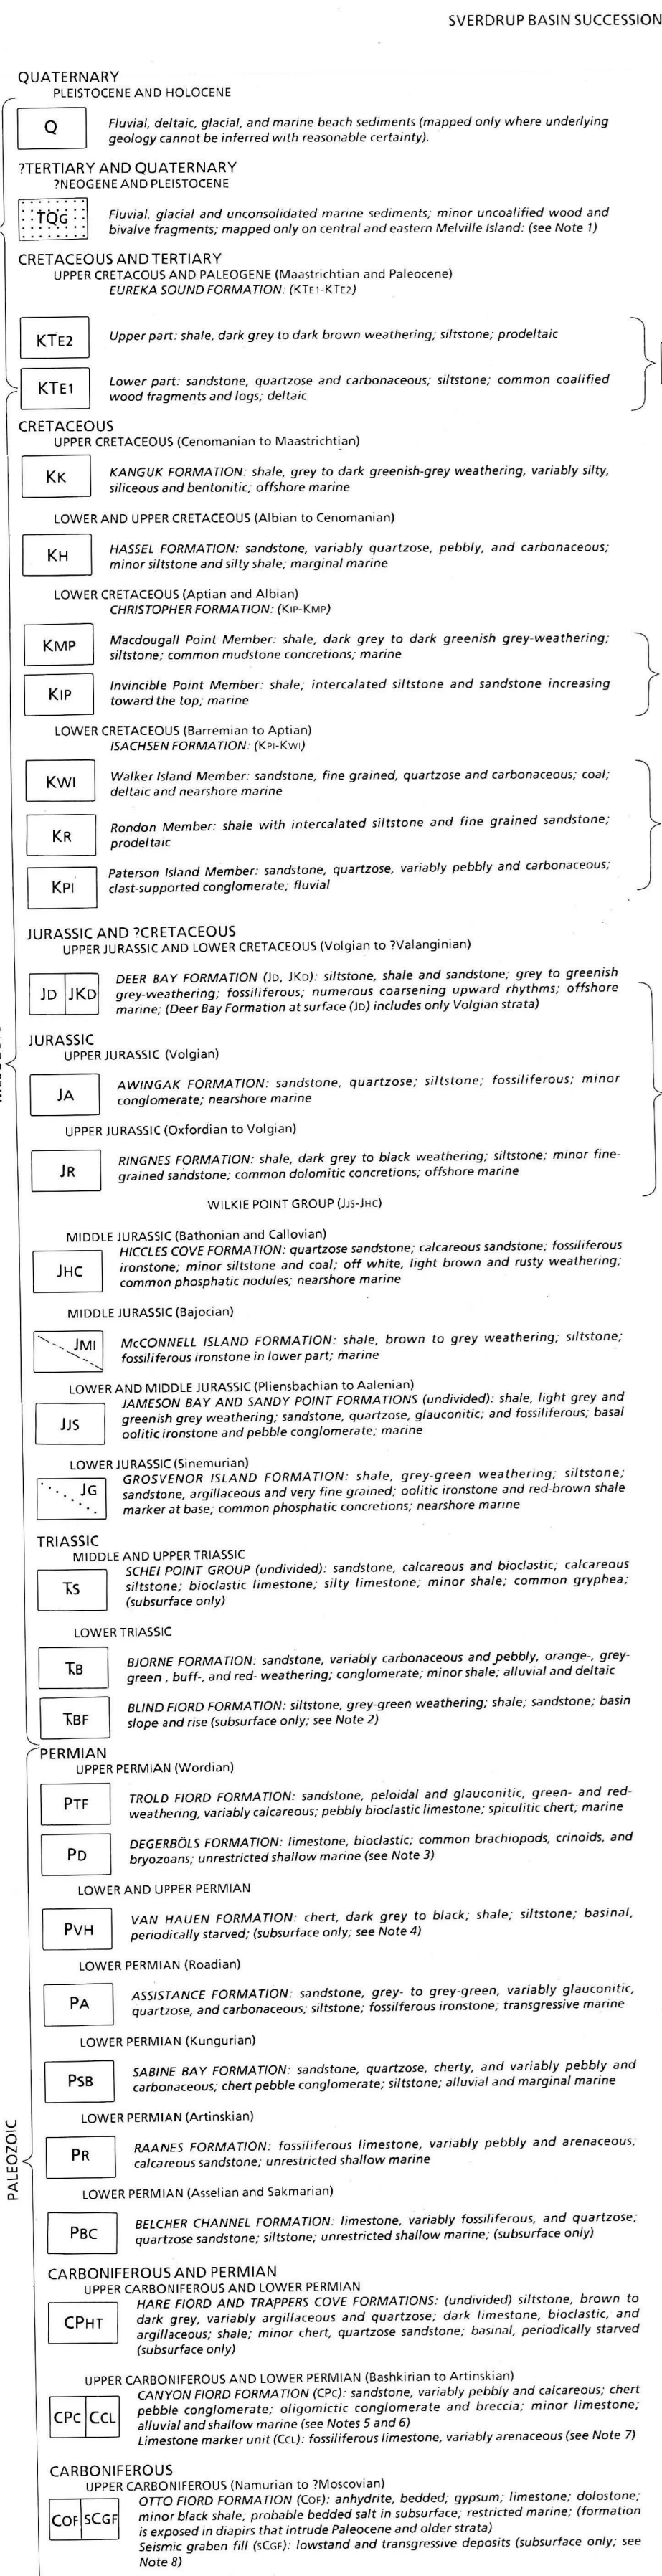 SVERDRUP BASIN SUCCESSION
QUATERNARY
PLEISTOCENE AND HOLOCENE
Q
Fluvial, deltaic, glacial, and marine beach sediments (mapped only where underlying
geology cannot be inferred with reasonable certainty).
?TERTIARY AND QUATERNARY
?NEOGENE AND PLEISTOCENE
TQG
Fluvial, glacial and unconsolidated marine sediments; minor uncoalified wood and
bivalve fragments; mapped only on central and eastern Melville Island: (see Note 1)
CRETACEOUS AND TERTIARY
UPPER CRETACOUS AND PALEOGENE (Maastrichtian and Paleocene)
EUREKA SOUND FORMATION: (KTE1-KTE2)
KTE2
Upper part: shale, dark grey to dark brown weathering; siltstone; prodeltaic
KTE1
Lower part: sandstone, quartzose and carbonaceous; siltstone; common coalified
wood fragments and logs; deltaic
CRETACEOUS
UPPER CRETACEOUS (Cenomanian to Maastrichtian)
KK
KANGUK FORMATION: shale, grey to dark greenish-grey weathering, variably silty,
siliceous and bentonitic; offshore marine
LOWER AND UPPER CRETACEOUS (Albian to Cenomanian)
KH
HASSEL FORMATION: sandstone, variably quartzose, pebbly, and carbonaceous;
minor siltstone and silty shale; marginal marine
LOWER CRETACEOUS (Aptian and Albian)
CHRISTOPHER FORMATION: (KIP-KMP)
KMP
Macdougall Point Member: shale, dark grey to dark greenish grey-weathering;
siltstone; common mudstone concretions; marine
KIP
Invincible Point Member: shale; intercalated siltstone and sandstone increasing
toward the top; marine
LOWER CRETACEOUS (Barremian to Aptian)
ISACHSEN FORMATION: (KPI-KWI)
KWI
Walker Island Member: sandstone, fine grained, quartzose and carbonaceous; coal;
deltaic and nearshore marine
KR
Rondon Member: shale with intercalated siltstone and fine grained sandstone;
prodeltaic
KPI
Paterson Island Member: sandstone, quartzose, variably pebbly and carbonaceous;
clast-supported conglomerate; fluvial
JURASSIC AND ?CRETACEOUS
UPPER JURASSIC AND LOWER CRETACEOUS (Volgian to ?Valanginian)
JD JKD
DEER BAY FORMATION (JD, JKD): siltstone, shale and sandstone; grey to greenish
grey-weathering; fossiliferous; numerous coarsening upward rhythms; offshore
marine; (Deer Bay Formation at surface (JD) includes only Volgian strata)
JURASSIC
UPPER JURASSIC (Volgian)
JA
AWINGAK FORMATION: sandstone, quartzose; siltstone; fossiliferous; minor
conglomerate; nearshore marine
UPPER JURASSIC (Oxfordian to Volgian)
JR
RINGNES FORMATION: shale, dark grey to black weathering; siltstone; minor fine-
grained sandstone; common dolomitic concretions; offshore marine
WILKIE POINT GROUP (JJS-JHC)
MIDDLE JURASSIC (Bathonian and Callovian)
JHC
HICCLES COVE FORMATION: quartzose sandstone; calcareous sandstone; fossiliferous
ironstone; minor siltstone and coal; off white, light brown and rusty weathering;
common phosphatic nodules; nearshore marine
MIDDLE JURASSIC (Bajocian)
JMI
McCONNELL ISLAND FORMATION: shale, brown to grey weathering; siltstone;
fossiliferous ironstone in lower part; marine
LOWER AND MIDDLE JURASSIC (Pliensbachian to Aalenian)
JJS
JAMESON BAY AND SANDY POINT FORMATIONS (undivided): shale, light grey and
greenish grey weathering; sandstone, quartzose, glauconitic; and fossiliferous; basal
oolitic ironstone and pebble conglomerate; marine
LOWER JURASSIC (Sinemurian)
JG
GROSVENOR ISLAND FORMATION: shale, grey-green weathering; siltstone;
sandstone, argillaceous and very fine grained; oolitic ironstone and red-brown shale
marker at base; common phosphatic concretions; nearshore marine
TRIASSIC
MIDDLE AND UPPER TRIASSIC
TS
SCHEI POINT GROUP (undivided): sandstone, calcareous and bioclastic; calcareous
siltstone; bioclastic limestone; silty limestone; minor shale; common gryphea;
(subsurface only)
LOWER TRIASSIC
TB
BJORNE FORMATION: sandstone, variably carbonaceous and pebbly, orange-, grey-
green , buff-, and red- weathering; conglomerate; minor shale; alluvial and deltaic
TBF
BLIND FIORD FORMATION: siltstone, grey-green weathering; shale; sandstone; basin
slope and rise (subsurface only; see Note 2)
PERMIAN
UPPER PERMIAN (Wordian)
PTF
TROLD FIORD FORMATION: sandstone, peloidal and glauconitic, green- and red-
weathering, variably calcareous; pebbly bioclastic limestone; spiculitic chert; marine
PD
DEGERBÖLS FORMATION: limestone, bioclastic; common brachiopods, crinoids, and
bryozoans; unrestricted shallow marine (see Note 3)
LOWER AND UPPER PERMIAN
PVH
VAN HAUEN FORMATION: chert, dark grey to black; shale; siltstone; basinal,
periodically starved; (subsurface only; see Note 4)
LOWER PERMIAN (Roadian)
PA
ASSISTANCE FORMATION: sandstone, grey- to grey-green, variably glauconitic,
quartzose, and carbonaceous; siltstone; fossilferous ironstone; transgressive marine
LOWER PERMIAN (Kungurian)
PSB
SABINE BAY FORMATION: sandstone, quartzose, cherty, and variably pebbly and
carbonaceous; chert pebble conglomerate; siltstone; alluvial and marginal marine
LOWER PERMIAN (Artinskian)
PR
RAANES FORMATION: fossiliferous limestone, variably pebbly and arenaceous;
calcareous sandstone; unrestricted shallow marine
PALEOZOIC
LOWER PERMIAN (Asselian and Sakmarian)
PBC
BELCHER CHANNEL FORMATION: limestone, variably fossiliferous, and quartzose;
quartzose sandstone; siltstone; unrestricted shallow marine; (subsurface only)
CARBONIFEROUS AND PERMIAN
UPPER CARBONIFEROUS AND LOWER PERMIAN
CPHT
HARE FIORD AND TRAPPERS COVE FORMATIONS: (undivided) siltstone, brown to
dark grey, variably argillaceous and quartzose; dark limestone, bioclastic, and
argillaceous; shale; minor chert, quartzose sandstone; basinal, periodically starved
(subsurface only)
UPPER CARBONIFEROUS AND LOWER PERMIAN (Bashkirian to Artinskian)
CPC CCL
CANYON FIORD FORMATION (CPC): sandstone, variably pebbly and calcareous; chert
pebble conglomerate; oligomictic conglomerate and breccia; minor limestone;
alluvial and shallow marine (see Notes 5 and 6)
Limestone marker unit (CCL): fossiliferous limestone, variably arenaceous (see Note 7)
CARBONIFEROUS
UPPER CARBONIFEROUS (Namurian to ?Moscovian)
COF SCGF
OTTO FIORD FORMATION (COF): anhydrite, bedded; gypsum; limestone; dolostone;
minor black shale; probable bedded salt in subsurface; restricted marine; (formation
is exposed in diapirs that intrude Paleocene and older strata)
Seismic graben fill (SCGF): lowstand and transgressive deposits (subsurface only; see
Note 8)